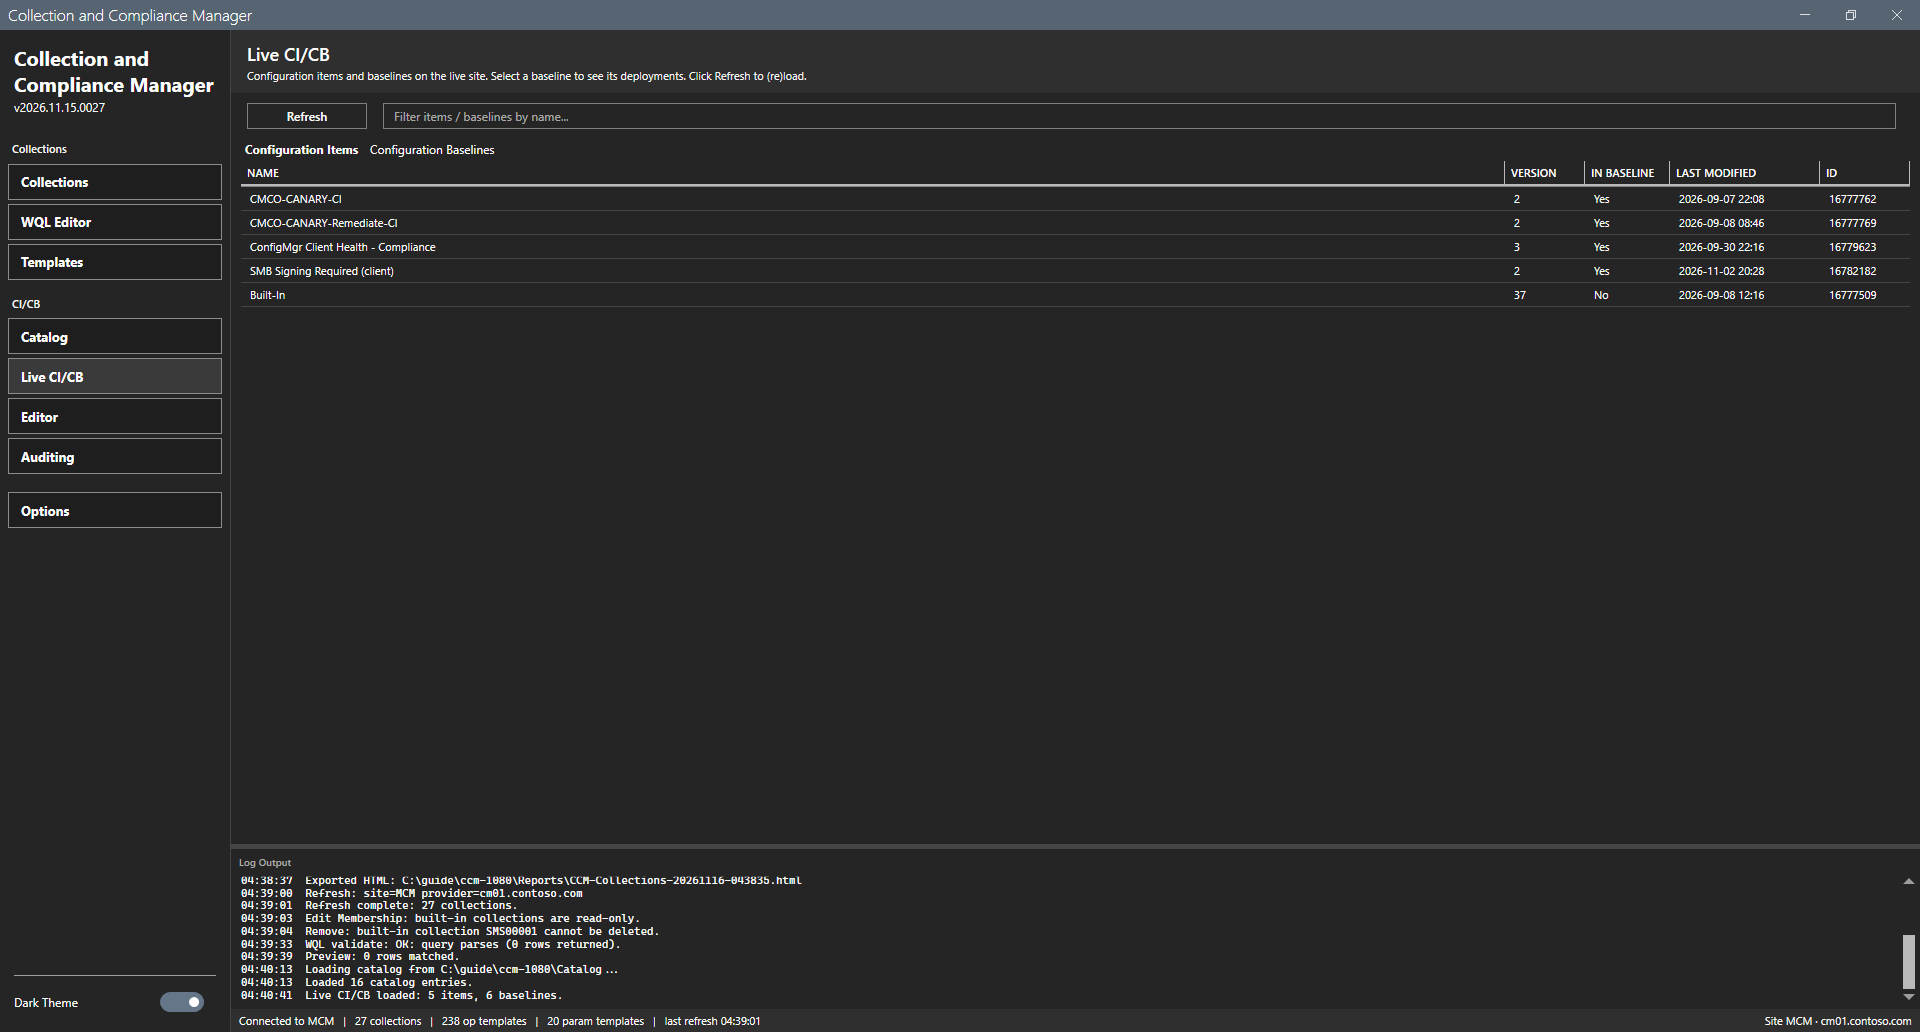 Collection and Compliance Manager
Collection and
Compliance Manager
v2026.11.15.0027
Collections
Collections
WQL Editor
Templates
CI/CB
Catalog
Live CI/CB
Editor
Auditing
Options
Dark Theme
Live CI/CB
Configuration items and baselines on the live site. Select a baseline to see its deployments. Click Refresh to (re)load.
Refresh
Filter items / baselines by name...
Configuration Items Configuration Baselines
NAME VERSION IN BASELINE LAST MODIFIED ID
CMCO-CANARY-CI 2 Yes 2026-09-07 22:08 16777762
CMCO-CANARY-Remediate-CI 2 Yes 2026-09-08 08:46 16777769
ConfigMgr Client Health - Compliance 3 Yes 2026-09-30 22:16 16779623
SMB Signing Required (client) 2 Yes 2026-11-02 20:28 16782182
Built-In 37 No 2026-09-08 12:16 16777509
Log Output
04:38:37 Exported HTML: C:\guide\ccm-1080\Reports\CCM-Collections-20261116-043835.html
04:39:00 Refresh: site=MCM provider=cm01.contoso.com
04:39:01 Refresh complete: 27 collections.
04:39:03 Edit Membership: built-in collections are read-only.
04:39:04 Remove: built-in collection SMS00001 cannot be deleted.
04:39:33 WQL validate: OK: query parses (0 rows returned).
04:39:39 Preview: 0 rows matched.
04:40:13 Loading catalog from C:\guide\ccm-1080\Catalog...
04:40:13 Loaded 16 catalog entries.
04:40:41 Live CI/CB loaded: 5 items, 6 baselines.
Connected to MCM | 27 collections | 238 op templates | 20 param templates | last refresh 04:39:01
Site MCM · cm01.contoso.com